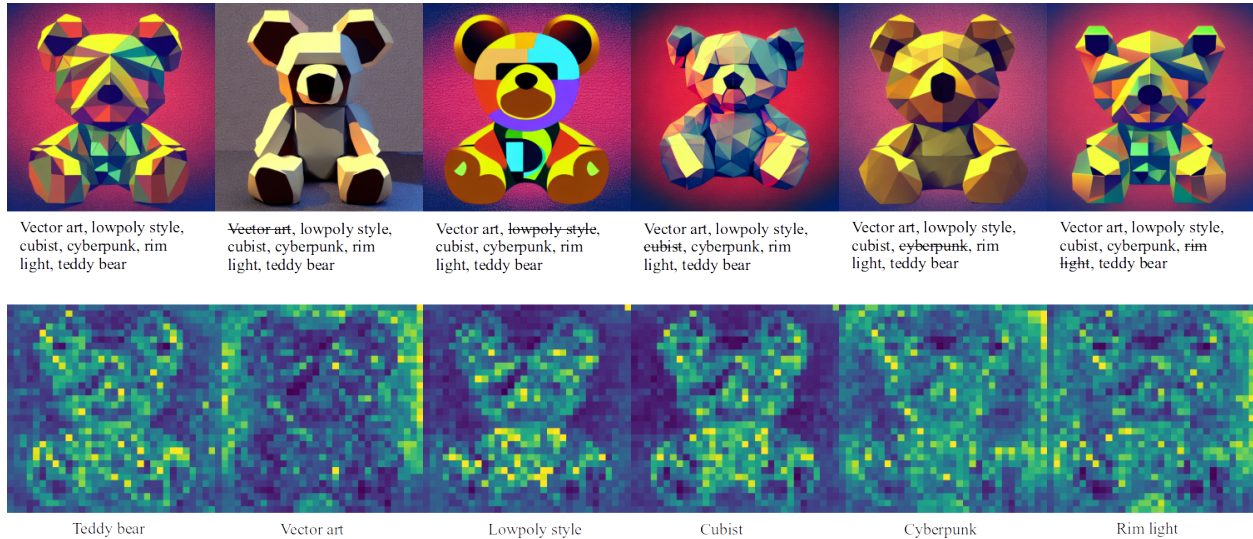 Vector art, lowpoly style,
cubist, cyberpunk, rim
light, teddy bear
Vector art, lowpoly style,
cubist, cyberpunk, rim
light, teddy bear
Vector art, lowpoly style,
cubist, cyberpunk, rim
light, teddy bear
Vector art, lowpoly style,
cubist, cyberpunk, rim
light, teddy bear
Vector art, lowpoly style,
cubist, cyberpunk, rim
light, teddy bear
Vector art, lowpoly style,
cubist, cyberpunk, rim
light, teddy bear
Teddy bear
Vector art
Lowpoly style
Cubist
Cyberpunk
Rim light